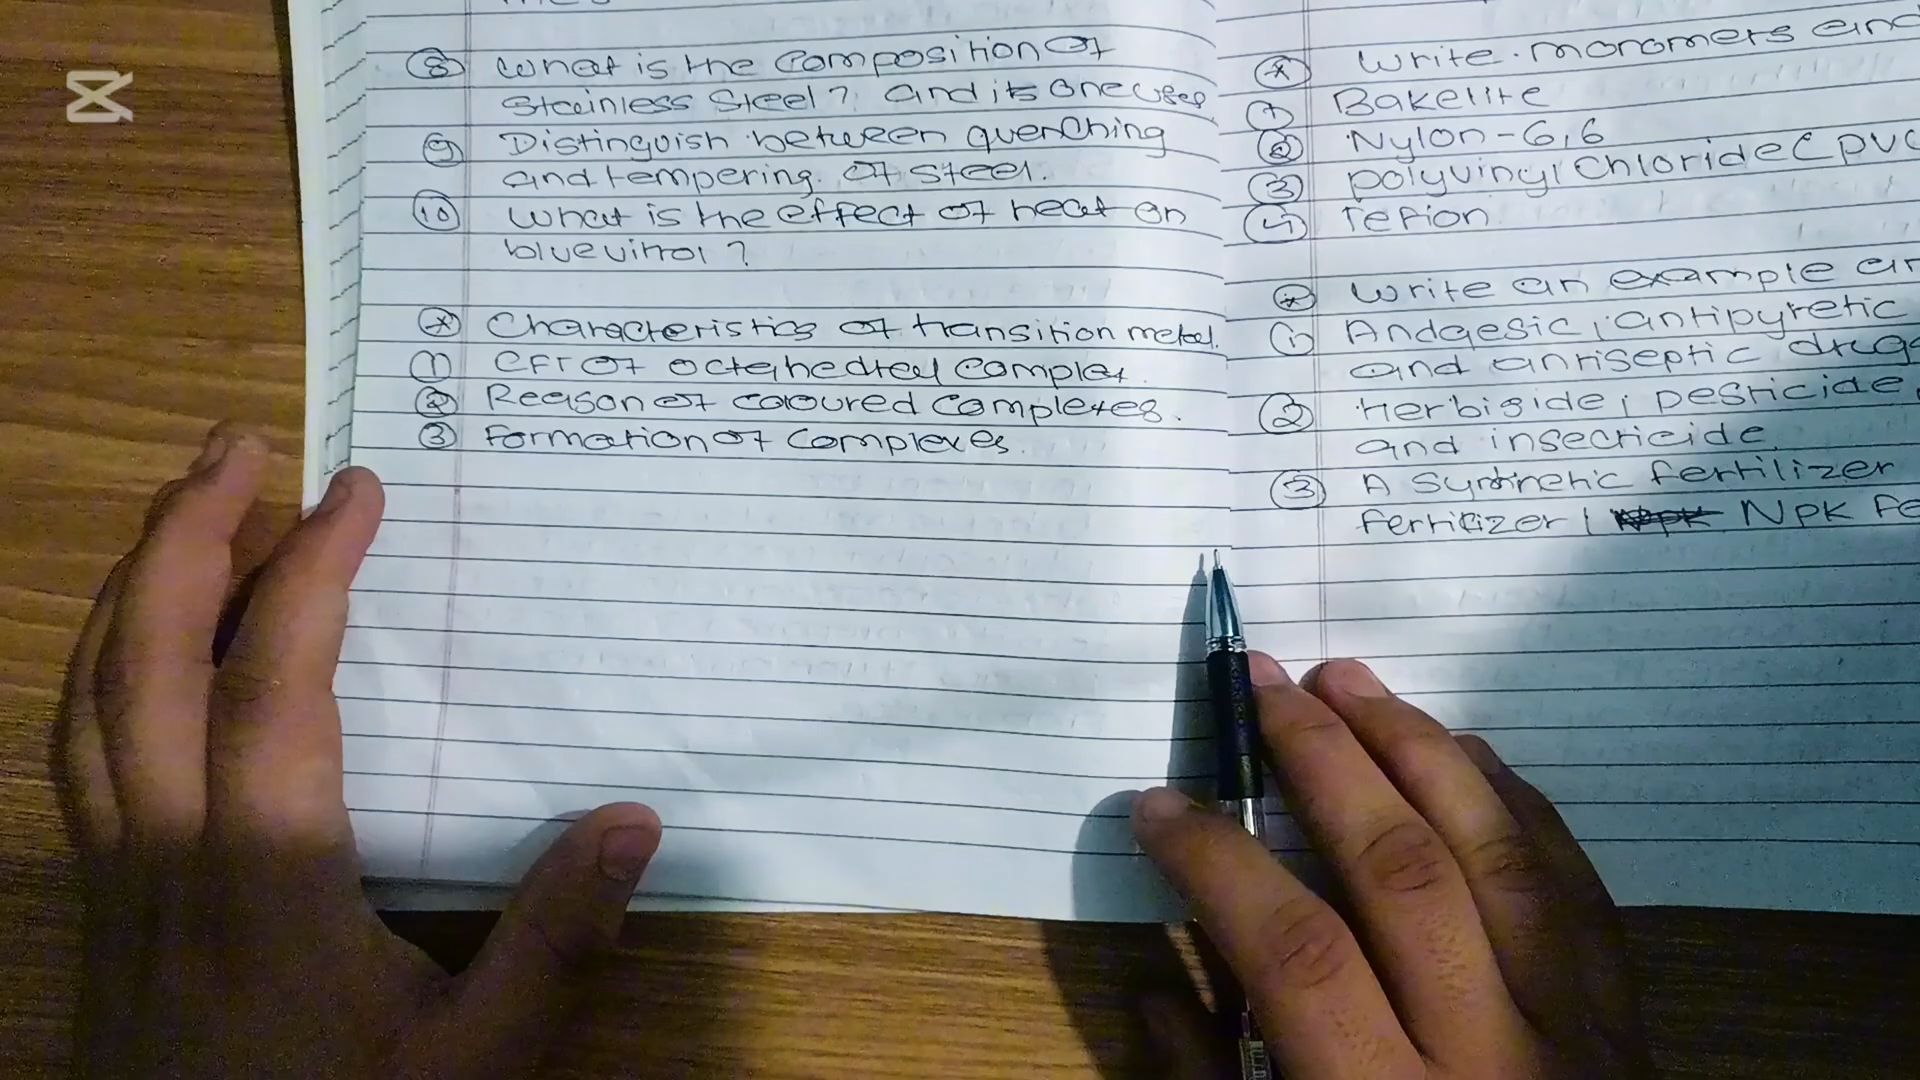 ⑧ What is the Composition of
Stainless Steel? and its one uses
⑨ Distinguish between quenching
and tempering. of steel.
⑩ What is the effect of heat on
blue vitrol?
* Characteristics of transition metal.
① CFT of octahedral Complex.
② Reason of coloured complexes.
③ Formation of complexes.
* Write monomers and
① Bakelite
② Nylon-6,6
③ polyvinyl Chloride (PVC
④ Teflon
* Write an example an
① Analgesic, antipyretic
and antiseptic drugs
② Herbiside, pesticide,
and insecticide
③ A Synthetic fertilizer
fertilizer, NPK Fe